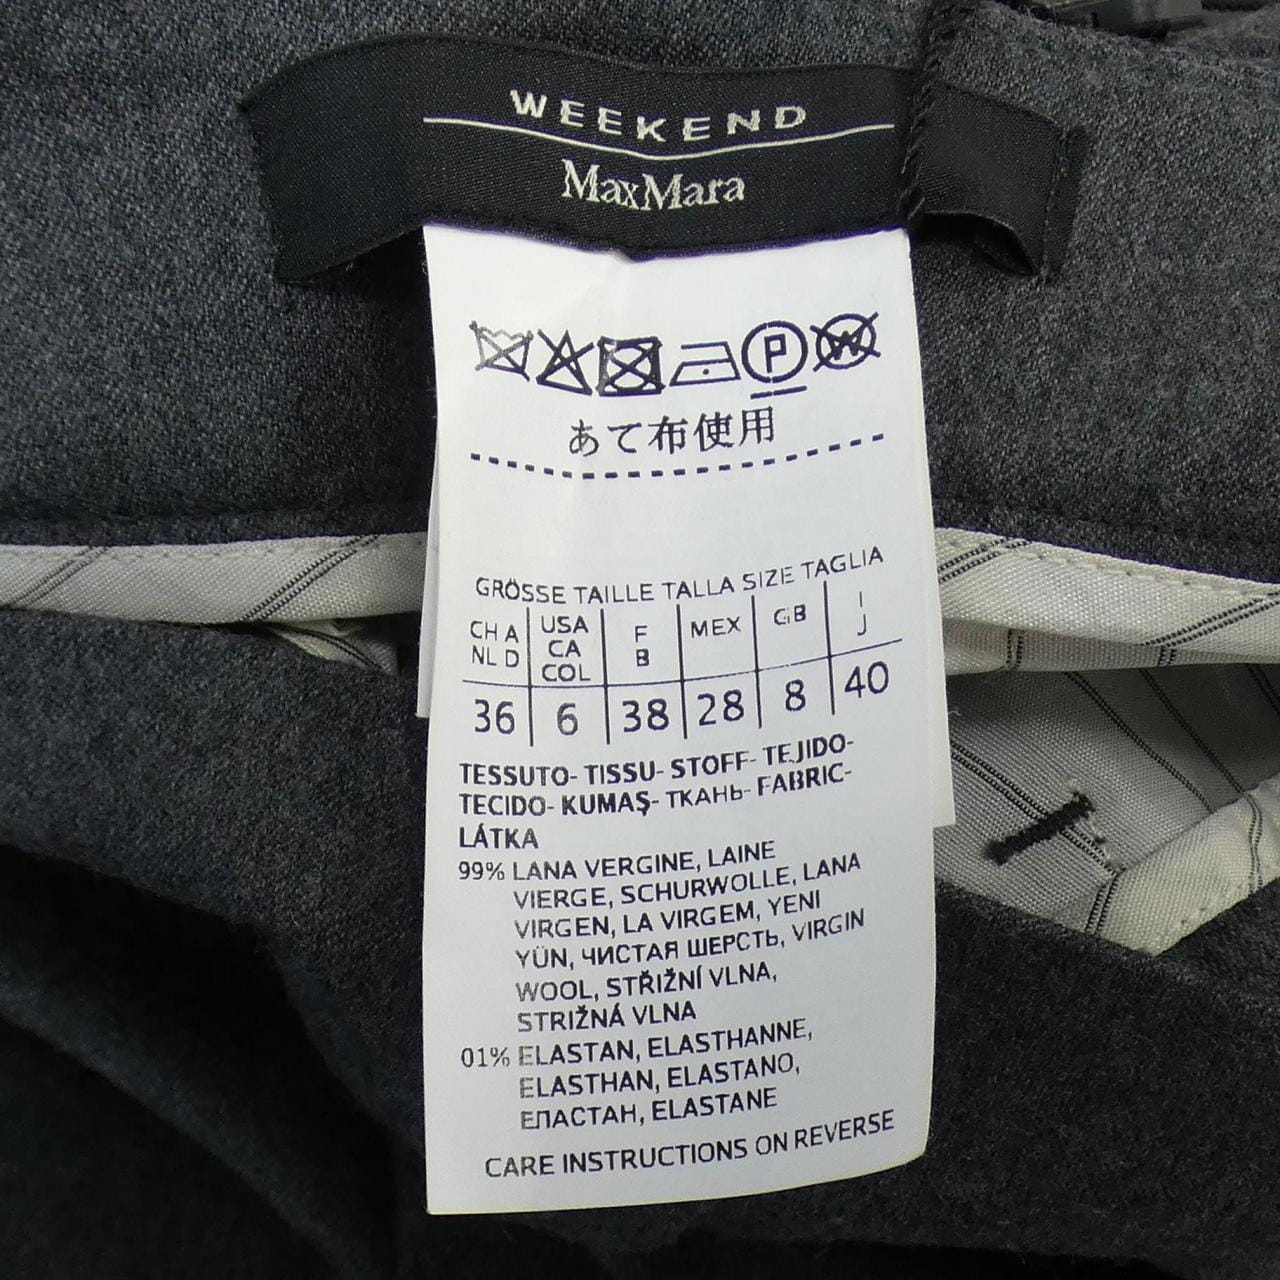 WEEKEND
MaxMara
P W
あて布使用
GRÖSSE TAILLE TALLA SIZE TAGLIA
CH A NL D USA CA COL F B MEX GB I J
36 6 38 28 8 40
TESSUTO- TISSU- STOFF- TEJIDO-
TECIDO- KUMAŞ- ТКАНЬ- FABRIC-
LÁTKA
99% LANA VERGINE, LAINE
VIERGE, SCHURWOLLE, LANA
VIRGEN, LA VIRGEM, YENI
YÜN, ЧИСТАЯ ШЕРСТЬ, VIRGIN
WOOL, STŘIŽNÍ VLNA,
STRIŽNÁ VLNA
01% ELASTAN, ELASTHANNE,
ELASTHAN, ELASTANO,
ЕПАСТАН, ELASTANE
CARE INSTRUCTIONS ON REVERSE